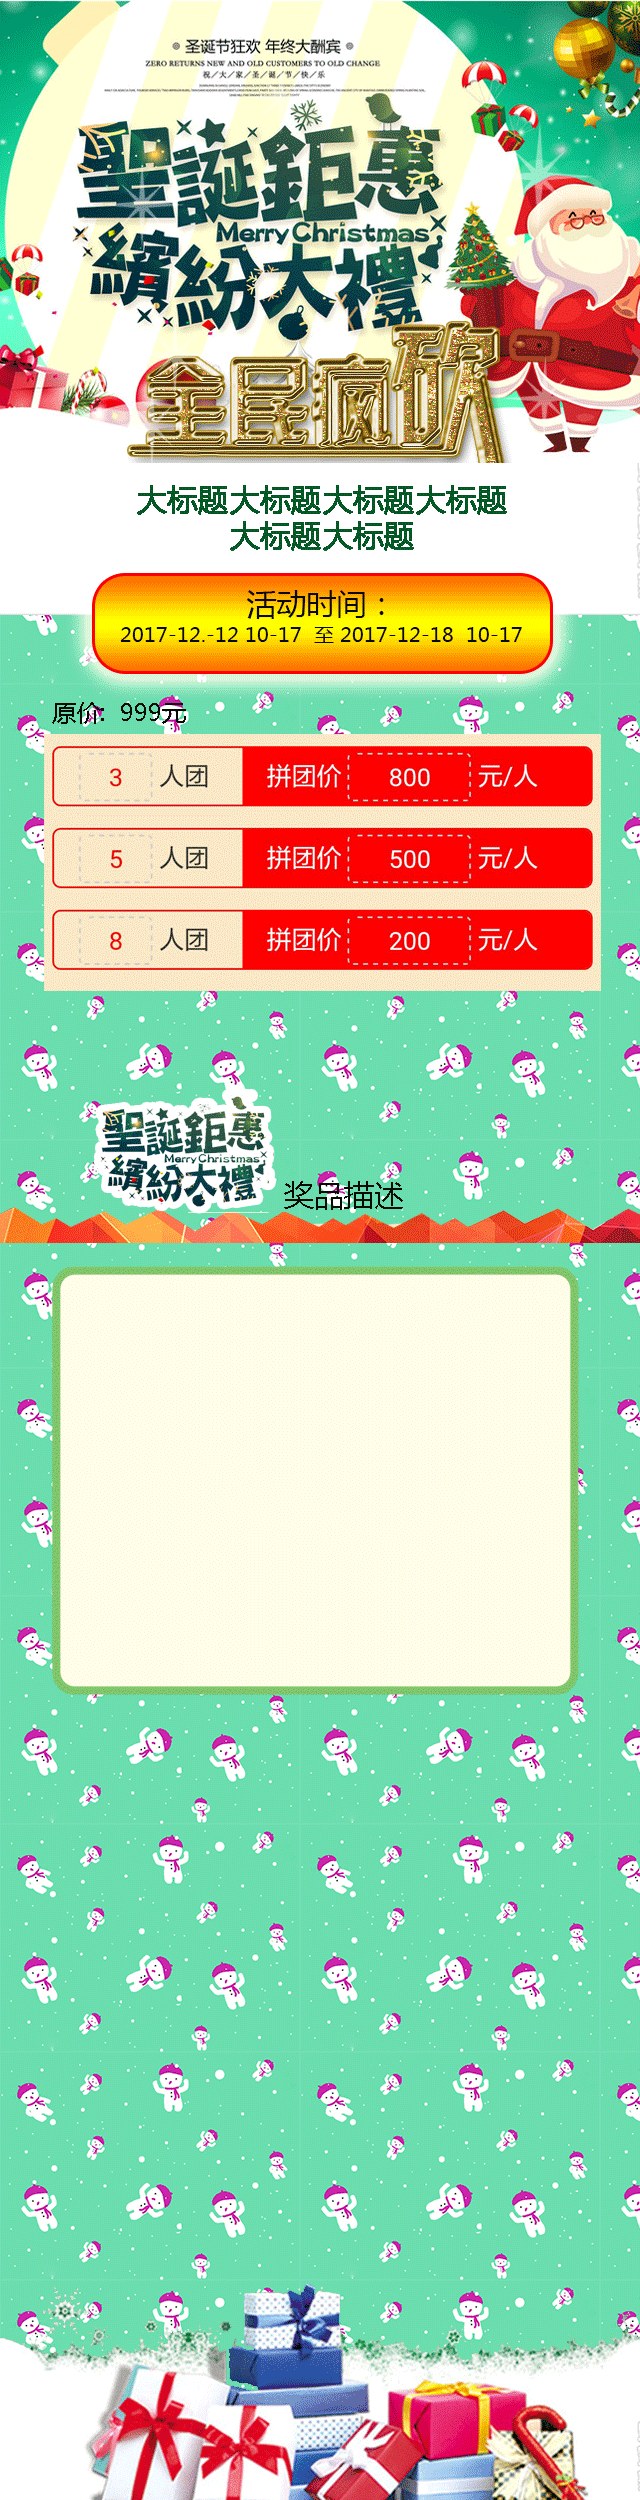 圣诞节狂欢 年终大酬宾
ZERO RETURNS NEW AND OLD CUSTOMERS TO OLD CHANGE
祝／大／家／圣／诞／节／快／乐
聖誕鉅惠
Merry Christmas
繽紛大禮
全民疯砍
大标题大标题大标题大标题
大标题大标题
活动时间：
2017-12.-12 10-17 至 2017-12-18 10-17
原价: 999元
3 人团 拼团价 800 元/人
5 人团 拼团价 500 元/人
8 人团 拼团价 200 元/人
聖誕鉅惠
Merry Christmas
繽紛大禮
奖品描述